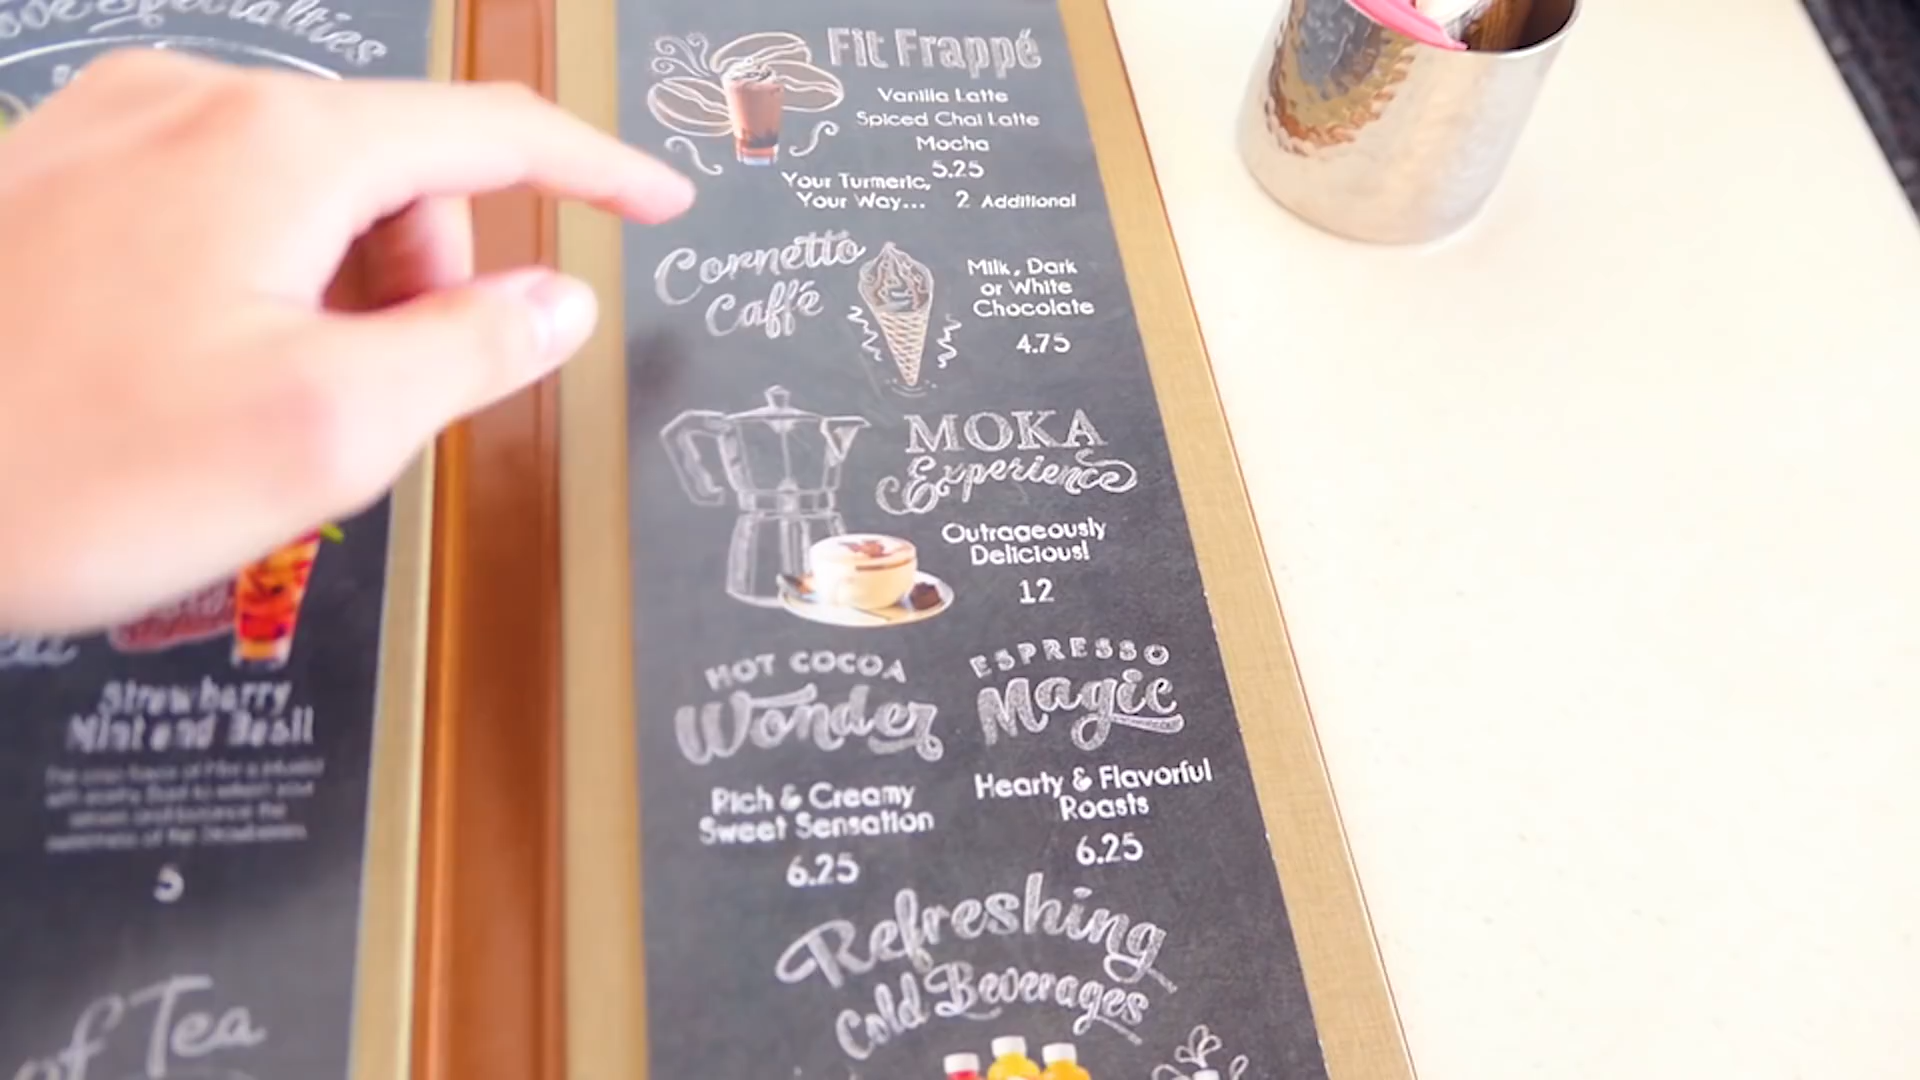 Specialties
Strawberry
Mint and Basil
5
of Tea
Fit Frappé
Vanilla Latte
Spiced Chai Latte
Mocha
5.25
Your Turmeric,
Your Way... 2 Additional
Cornetto
Caffé
Milk, Dark
or White
Chocolate
4.75
MOKA
Experience
Outrageously
Delicious!
12
HOT COCOA
Wonder
Rich & Creamy
Sweet Sensation
6.25
ESPRESSO
Magic
Hearty & Flavorful
Roasts
6.25
Refreshing
Cold Beverages